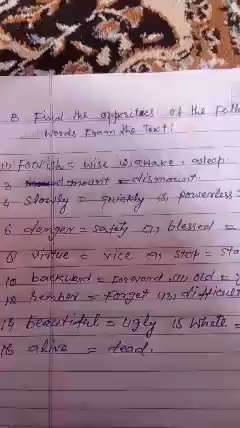 B Find the opposites of the foll
words from the Text!
(1) Foolish = wise (2) awake = asleep.
3 mount = dismount.
4 slowly = quickly (5) powerless =
6 danger = safety (7) blessed =
8 virtue = vice (9) stop = sta
10 backward = forward (11) old =
12 hember = forget (13) difficult
14 beautiful = ugly 15 white =
16 alive = dead.